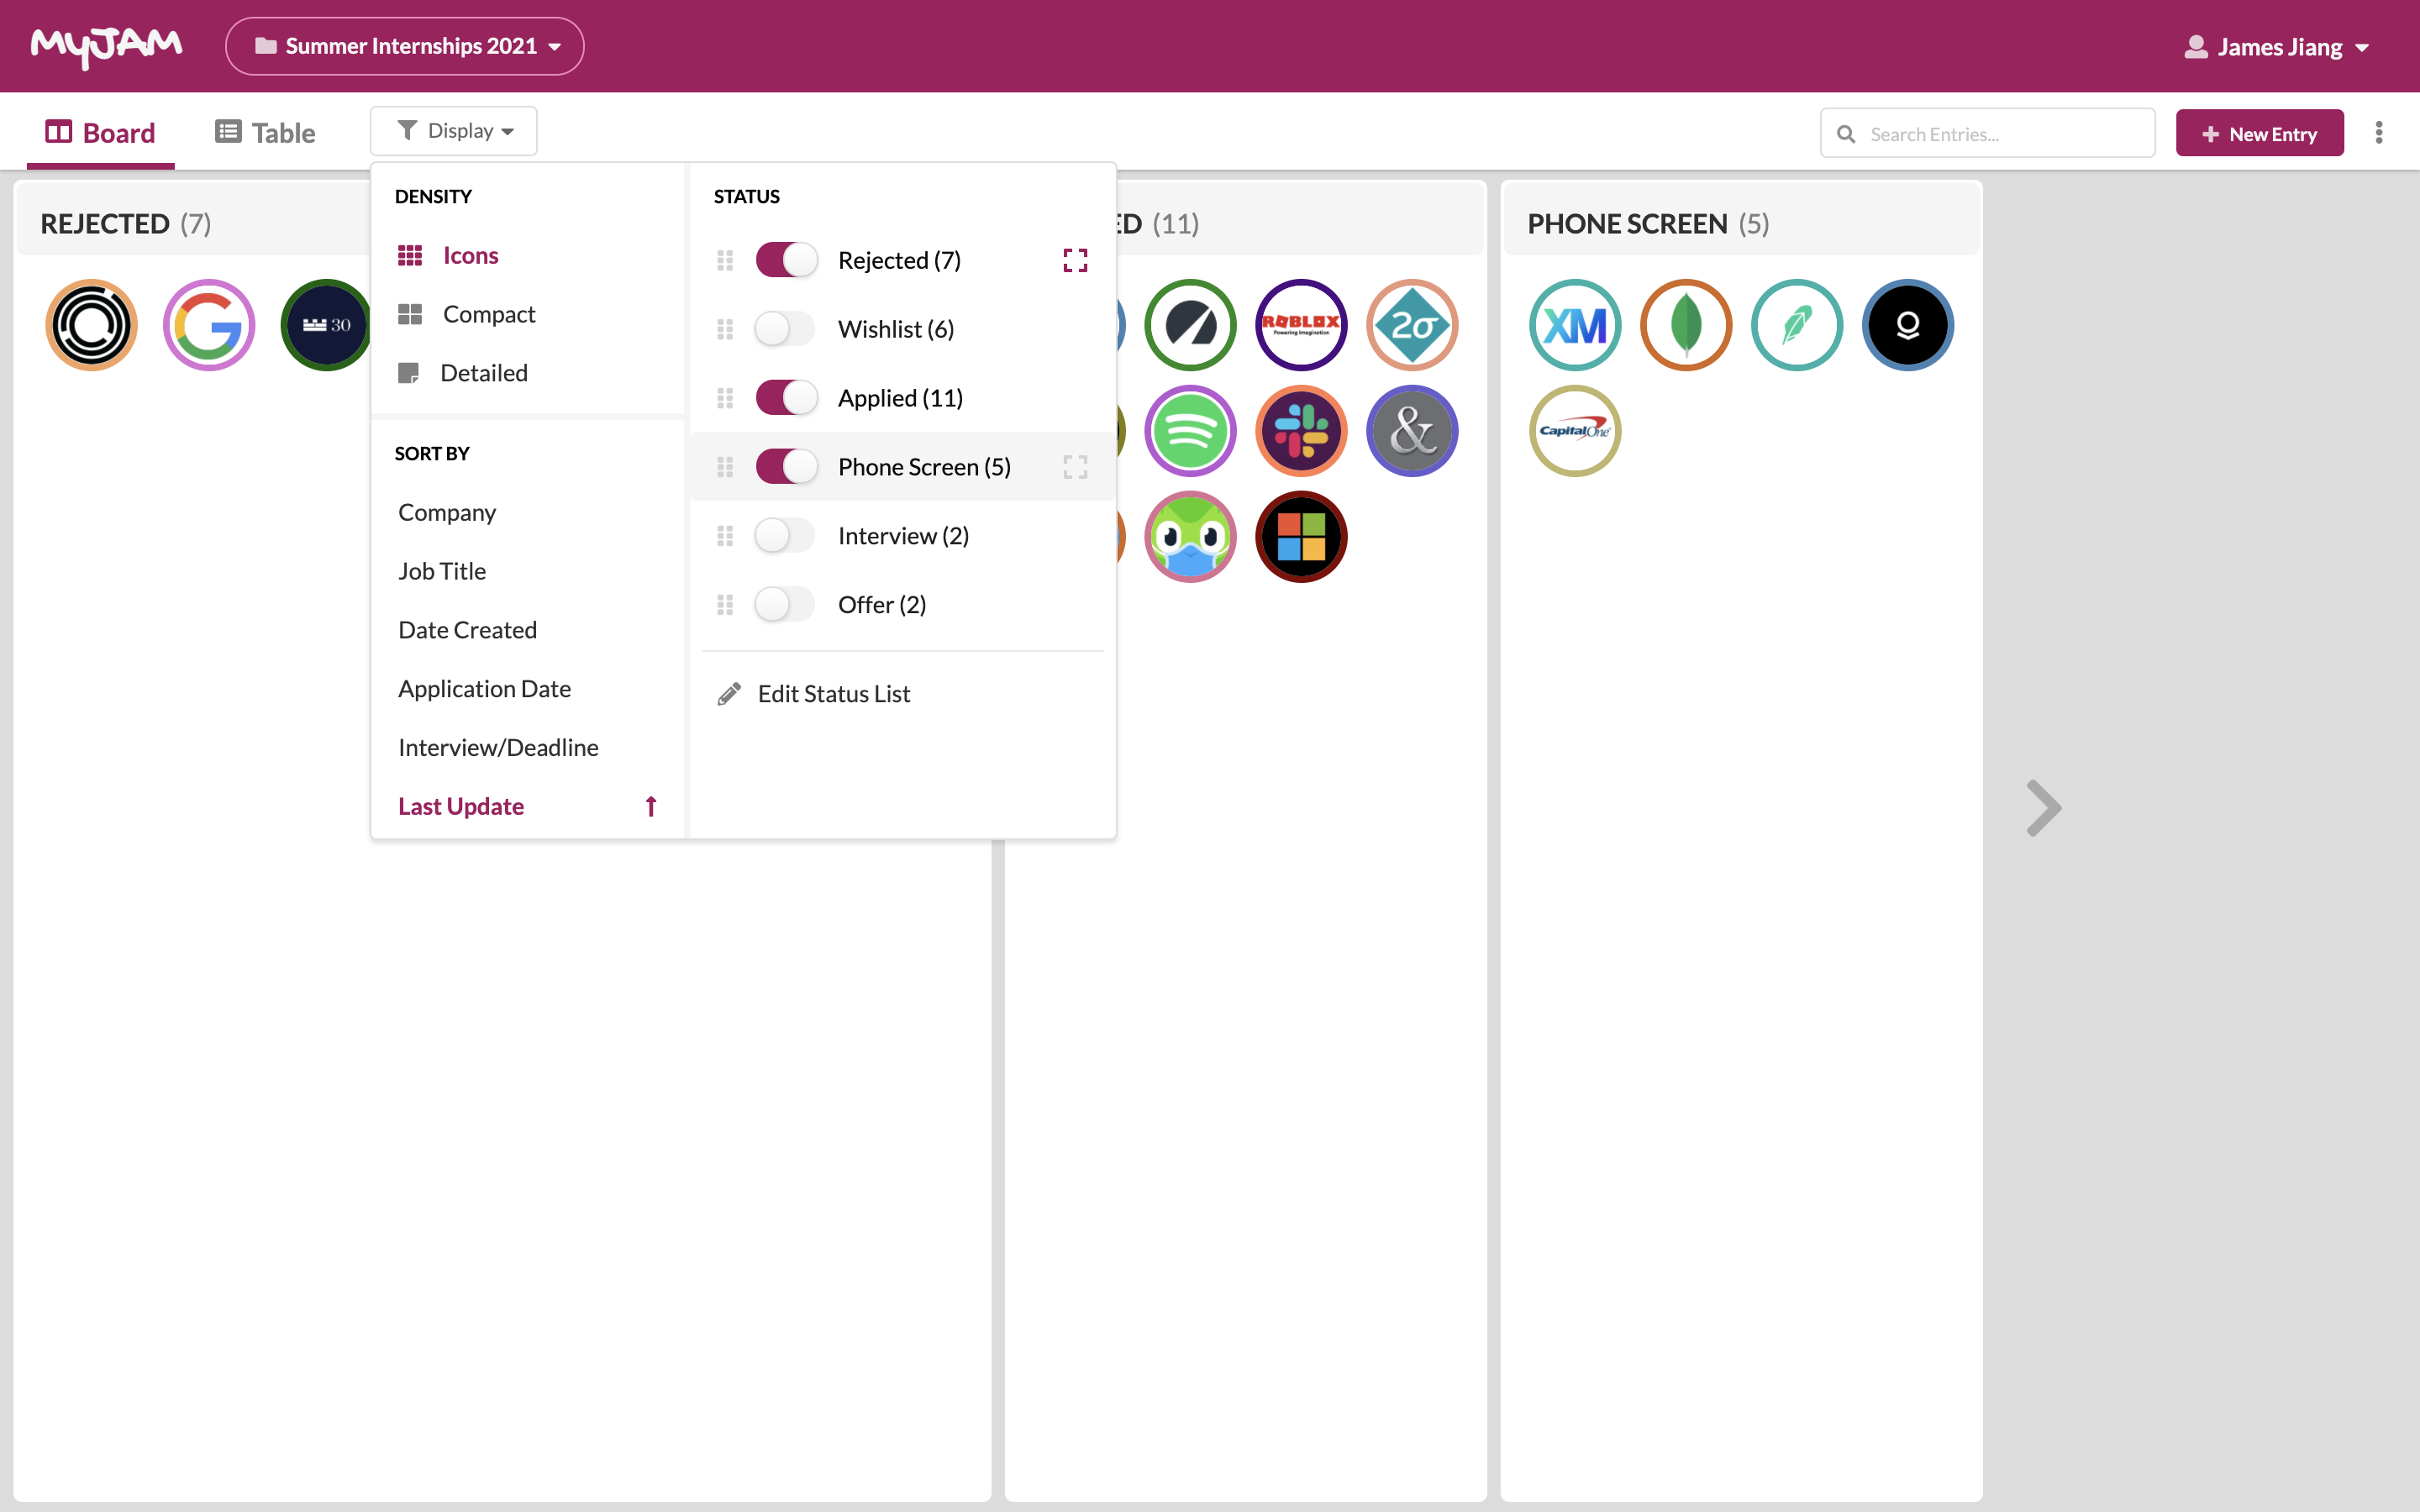 MyJAM
Summer Internships 2021
James Jiang
Board
Table
Display
Search Entries...
New Entry
REJECTED (7)
30
DENSITY
Icons
Compact
Detailed
SORT BY
Company
Job Title
Date Created
Application Date
Interview/Deadline
Last Update
STATUS
Rejected (7)
Wishlist (6)
Applied (11)
Phone Screen (5)
Interview (2)
Offer (2)
Edit Status List
ED (11)
ROBLOX
Powering Imagination
2σ
&
PHONE SCREEN (5)
XM
Capital One